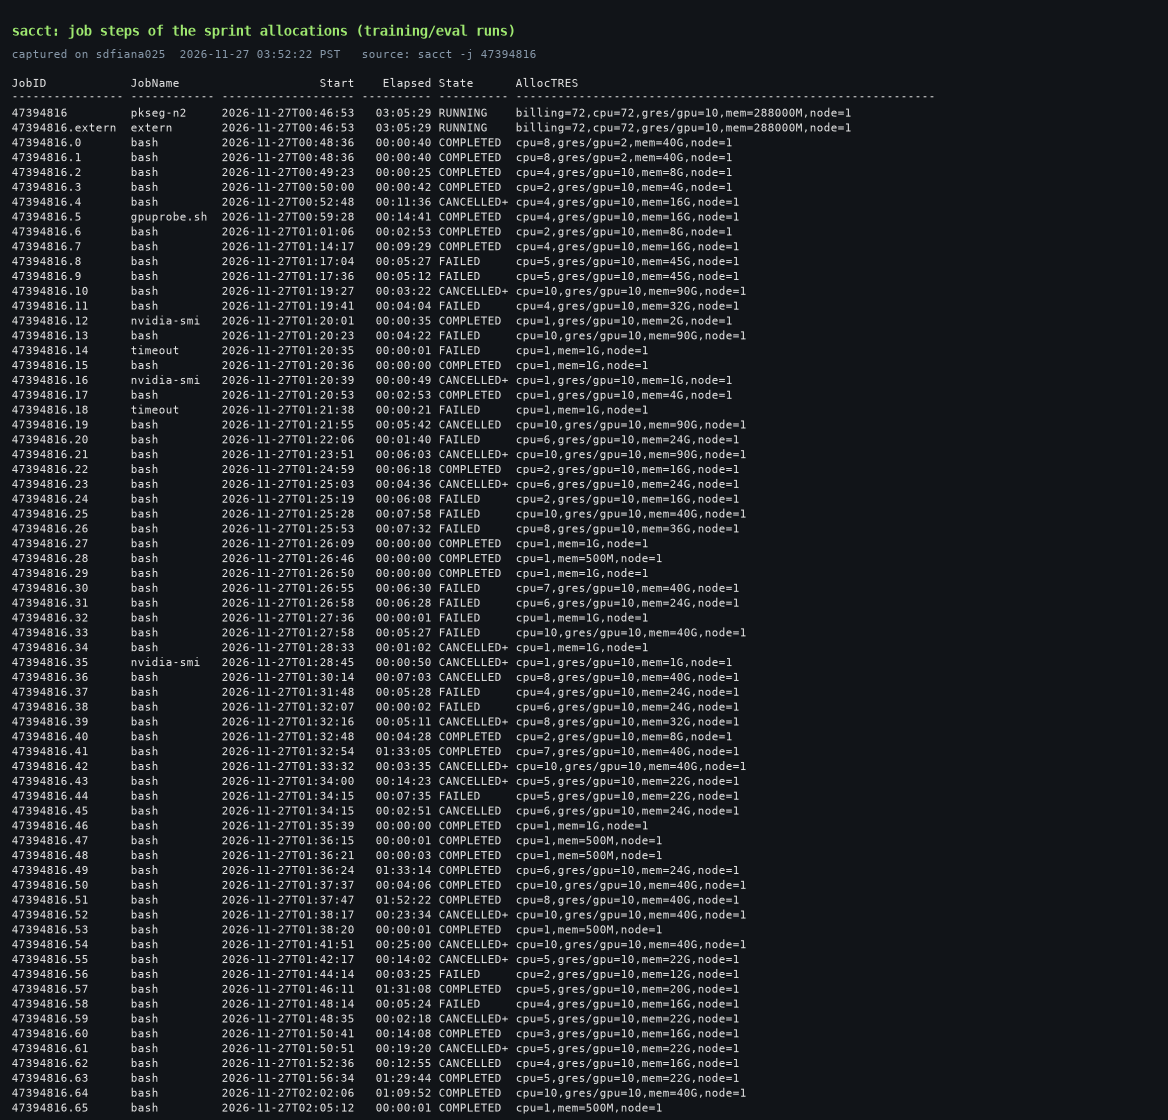 sacct: job steps of the sprint allocations (training/eval runs)
captured on sdfiana025  2026-11-27 03:52:22 PST   source: sacct -j 47394816
JobID            JobName                           Start    Elapsed State      AllocTRES
---------------- ------------ ------------------- ---------- ---------- ------------------------------------------------------------
47394816         pkseg-n2     2026-11-27T00:46:53   03:05:29 RUNNING    billing=72,cpu=72,gres/gpu=10,mem=288000M,node=1
47394816.extern  extern       2026-11-27T00:46:53   03:05:29 RUNNING    billing=72,cpu=72,gres/gpu=10,mem=288000M,node=1
47394816.0       bash         2026-11-27T00:48:36   00:00:40 COMPLETED  cpu=8,gres/gpu=2,mem=40G,node=1
47394816.1       bash         2026-11-27T00:48:36   00:00:40 COMPLETED  cpu=8,gres/gpu=2,mem=40G,node=1
47394816.2       bash         2026-11-27T00:49:23   00:00:25 COMPLETED  cpu=4,gres/gpu=10,mem=8G,node=1
47394816.3       bash         2026-11-27T00:50:00   00:00:42 COMPLETED  cpu=2,gres/gpu=10,mem=4G,node=1
47394816.4       bash         2026-11-27T00:52:48   00:11:36 CANCELLED+ cpu=4,gres/gpu=10,mem=16G,node=1
47394816.5       gpuprobe.sh  2026-11-27T00:59:28   00:14:41 COMPLETED  cpu=4,gres/gpu=10,mem=16G,node=1
47394816.6       bash         2026-11-27T01:01:06   00:02:53 COMPLETED  cpu=2,gres/gpu=10,mem=8G,node=1
47394816.7       bash         2026-11-27T01:14:17   00:09:29 COMPLETED  cpu=4,gres/gpu=10,mem=16G,node=1
47394816.8       bash         2026-11-27T01:17:04   00:05:27 FAILED     cpu=5,gres/gpu=10,mem=45G,node=1
47394816.9       bash         2026-11-27T01:17:36   00:05:12 FAILED     cpu=5,gres/gpu=10,mem=45G,node=1
47394816.10      bash         2026-11-27T01:19:27   00:03:22 CANCELLED+ cpu=10,gres/gpu=10,mem=90G,node=1
47394816.11      bash         2026-11-27T01:19:41   00:04:04 FAILED     cpu=4,gres/gpu=10,mem=32G,node=1
47394816.12      nvidia-smi   2026-11-27T01:20:01   00:00:35 COMPLETED  cpu=1,gres/gpu=10,mem=2G,node=1
47394816.13      bash         2026-11-27T01:20:23   00:04:22 FAILED     cpu=10,gres/gpu=10,mem=90G,node=1
47394816.14      timeout      2026-11-27T01:20:35   00:00:01 FAILED     cpu=1,mem=1G,node=1
47394816.15      bash         2026-11-27T01:20:36   00:00:00 COMPLETED  cpu=1,mem=1G,node=1
47394816.16      nvidia-smi   2026-11-27T01:20:39   00:00:49 CANCELLED+ cpu=1,gres/gpu=10,mem=1G,node=1
47394816.17      bash         2026-11-27T01:20:53   00:02:53 COMPLETED  cpu=1,gres/gpu=10,mem=4G,node=1
47394816.18      timeout      2026-11-27T01:21:38   00:00:21 FAILED     cpu=1,mem=1G,node=1
47394816.19      bash         2026-11-27T01:21:55   00:05:42 CANCELLED  cpu=10,gres/gpu=10,mem=90G,node=1
47394816.20      bash         2026-11-27T01:22:06   00:01:40 FAILED     cpu=6,gres/gpu=10,mem=24G,node=1
47394816.21      bash         2026-11-27T01:23:51   00:06:03 CANCELLED+ cpu=10,gres/gpu=10,mem=90G,node=1
47394816.22      bash         2026-11-27T01:24:59   00:06:18 COMPLETED  cpu=2,gres/gpu=10,mem=16G,node=1
47394816.23      bash         2026-11-27T01:25:03   00:04:36 CANCELLED+ cpu=6,gres/gpu=10,mem=24G,node=1
47394816.24      bash         2026-11-27T01:25:19   00:06:08 FAILED     cpu=2,gres/gpu=10,mem=16G,node=1
47394816.25      bash         2026-11-27T01:25:28   00:07:58 FAILED     cpu=10,gres/gpu=10,mem=40G,node=1
47394816.26      bash         2026-11-27T01:25:53   00:07:32 FAILED     cpu=8,gres/gpu=10,mem=36G,node=1
47394816.27      bash         2026-11-27T01:26:09   00:00:00 COMPLETED  cpu=1,mem=1G,node=1
47394816.28      bash         2026-11-27T01:26:46   00:00:00 COMPLETED  cpu=1,mem=500M,node=1
47394816.29      bash         2026-11-27T01:26:50   00:00:00 COMPLETED  cpu=1,mem=1G,node=1
47394816.30      bash         2026-11-27T01:26:55   00:06:30 FAILED     cpu=7,gres/gpu=10,mem=40G,node=1
47394816.31      bash         2026-11-27T01:26:58   00:06:28 FAILED     cpu=6,gres/gpu=10,mem=24G,node=1
47394816.32      bash         2026-11-27T01:27:36   00:00:01 FAILED     cpu=1,mem=1G,node=1
47394816.33      bash         2026-11-27T01:27:58   00:05:27 FAILED     cpu=10,gres/gpu=10,mem=40G,node=1
47394816.34      bash         2026-11-27T01:28:33   00:01:02 CANCELLED+ cpu=1,mem=1G,node=1
47394816.35      nvidia-smi   2026-11-27T01:28:45   00:00:50 CANCELLED+ cpu=1,gres/gpu=10,mem=1G,node=1
47394816.36      bash         2026-11-27T01:30:14   00:07:03 CANCELLED  cpu=8,gres/gpu=10,mem=40G,node=1
47394816.37      bash         2026-11-27T01:31:48   00:05:28 FAILED     cpu=4,gres/gpu=10,mem=24G,node=1
47394816.38      bash         2026-11-27T01:32:07   00:00:02 FAILED     cpu=6,gres/gpu=10,mem=24G,node=1
47394816.39      bash         2026-11-27T01:32:16   00:05:11 CANCELLED+ cpu=8,gres/gpu=10,mem=32G,node=1
47394816.40      bash         2026-11-27T01:32:48   00:04:28 COMPLETED  cpu=2,gres/gpu=10,mem=8G,node=1
47394816.41      bash         2026-11-27T01:32:54   01:33:05 COMPLETED  cpu=7,gres/gpu=10,mem=40G,node=1
47394816.42      bash         2026-11-27T01:33:32   00:03:35 CANCELLED+ cpu=10,gres/gpu=10,mem=40G,node=1
47394816.43      bash         2026-11-27T01:34:00   00:14:23 CANCELLED+ cpu=5,gres/gpu=10,mem=22G,node=1
47394816.44      bash         2026-11-27T01:34:15   00:07:35 FAILED     cpu=5,gres/gpu=10,mem=22G,node=1
47394816.45      bash         2026-11-27T01:34:15   00:02:51 CANCELLED  cpu=6,gres/gpu=10,mem=24G,node=1
47394816.46      bash         2026-11-27T01:35:39   00:00:00 COMPLETED  cpu=1,mem=1G,node=1
47394816.47      bash         2026-11-27T01:36:15   00:00:01 COMPLETED  cpu=1,mem=500M,node=1
47394816.48      bash         2026-11-27T01:36:21   00:00:03 COMPLETED  cpu=1,mem=500M,node=1
47394816.49      bash         2026-11-27T01:36:24   01:33:14 COMPLETED  cpu=6,gres/gpu=10,mem=24G,node=1
47394816.50      bash         2026-11-27T01:37:37   00:04:06 COMPLETED  cpu=10,gres/gpu=10,mem=40G,node=1
47394816.51      bash         2026-11-27T01:37:47   01:52:22 COMPLETED  cpu=8,gres/gpu=10,mem=40G,node=1
47394816.52      bash         2026-11-27T01:38:17   00:23:34 CANCELLED+ cpu=10,gres/gpu=10,mem=40G,node=1
47394816.53      bash         2026-11-27T01:38:20   00:00:01 COMPLETED  cpu=1,mem=500M,node=1
47394816.54      bash         2026-11-27T01:41:51   00:25:00 CANCELLED+ cpu=10,gres/gpu=10,mem=40G,node=1
47394816.55      bash         2026-11-27T01:42:17   00:14:02 CANCELLED+ cpu=5,gres/gpu=10,mem=22G,node=1
47394816.56      bash         2026-11-27T01:44:14   00:03:25 FAILED     cpu=2,gres/gpu=10,mem=12G,node=1
47394816.57      bash         2026-11-27T01:46:11   01:31:08 COMPLETED  cpu=5,gres/gpu=10,mem=20G,node=1
47394816.58      bash         2026-11-27T01:48:14   00:05:24 FAILED     cpu=4,gres/gpu=10,mem=16G,node=1
47394816.59      bash         2026-11-27T01:48:35   00:02:18 CANCELLED+ cpu=5,gres/gpu=10,mem=22G,node=1
47394816.60      bash         2026-11-27T01:50:41   00:14:08 COMPLETED  cpu=3,gres/gpu=10,mem=16G,node=1
47394816.61      bash         2026-11-27T01:50:51   00:19:20 CANCELLED+ cpu=5,gres/gpu=10,mem=22G,node=1
47394816.62      bash         2026-11-27T01:52:36   00:12:55 CANCELLED  cpu=4,gres/gpu=10,mem=16G,node=1
47394816.63      bash         2026-11-27T01:56:34   01:29:44 COMPLETED  cpu=5,gres/gpu=10,mem=22G,node=1
47394816.64      bash         2026-11-27T02:02:06   01:09:52 COMPLETED  cpu=10,gres/gpu=10,mem=40G,node=1
47394816.65      bash         2026-11-27T02:05:12   00:00:01 COMPLETED  cpu=1,mem=500M,node=1